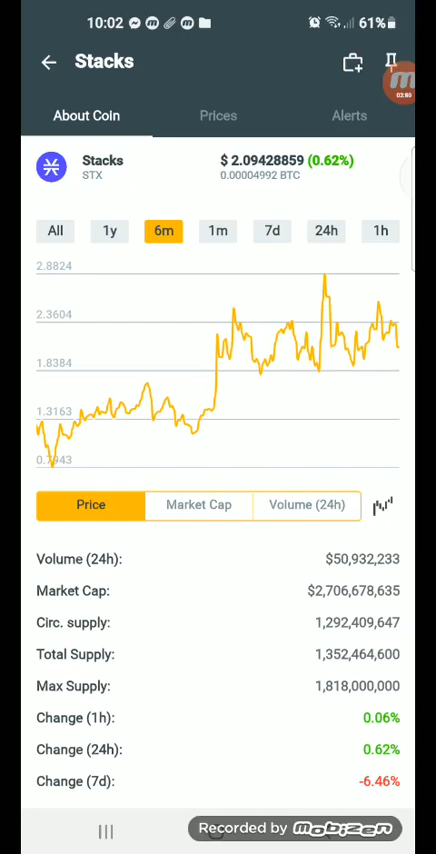 10:02
61%
Stacks
03:60
About Coin
Prices
Alerts
Stacks
$ 2.09428859 (0.62%)
STX
0.00004992 BTC
All
1y
6m
1m
7d
24h
1h
2.8824
2.3604
1.8384
1.3163
0.7943
Price
Market Cap
Volume (24h)
Volume (24h): $50,932,233
Market Cap: $2,706,678,635
Circ. supply: 1,292,409,647
Total Supply: 1,352,464,600
Max Supply: 1,818,000,000
Change (1h): 0.06%
Change (24h): 0.62%
Change (7d): -6.46%
Recorded by mobizen